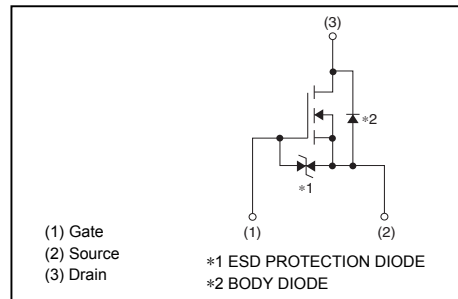 (3)
*2
*1
(1)
(2)
(1) Gate
(2) Source
(3) Drain
*1 ESD PROTECTION DIODE
*2 BODY DIODE